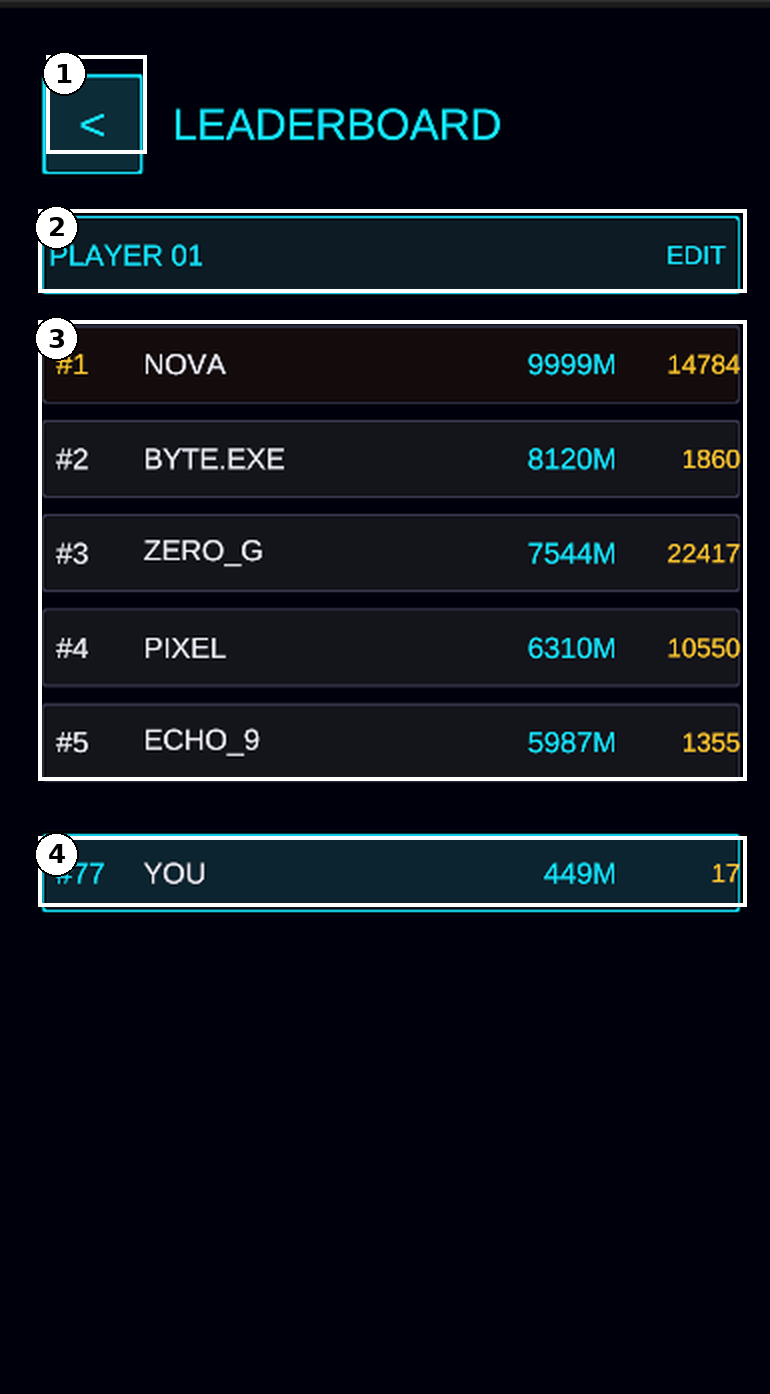 1
< LEADERBOARD
2
PLAYER 01 EDIT
3
#1 NOVA 9999M 14784
#2 BYTE.EXE 8120M 1860
#3 ZERO_G 7544M 22417
#4 PIXEL 6310M 10550
#5 ECHO_9 5987M 1355
4
#77 YOU 449M 17